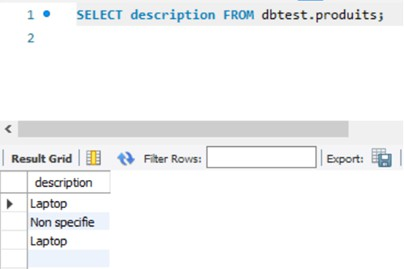 1 SELECT description FROM dbtest.produits;
2
Result Grid Filter Rows: Export:
description
Laptop
Non specifie
Laptop